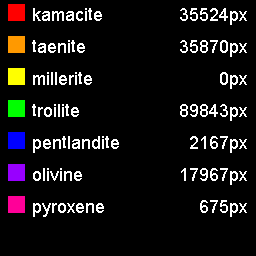 kamacite 35524px
taenite 35870px
millerite 0px
troilite 89843px
pentlandite 2167px
olivine 17967px
pyroxene 675px